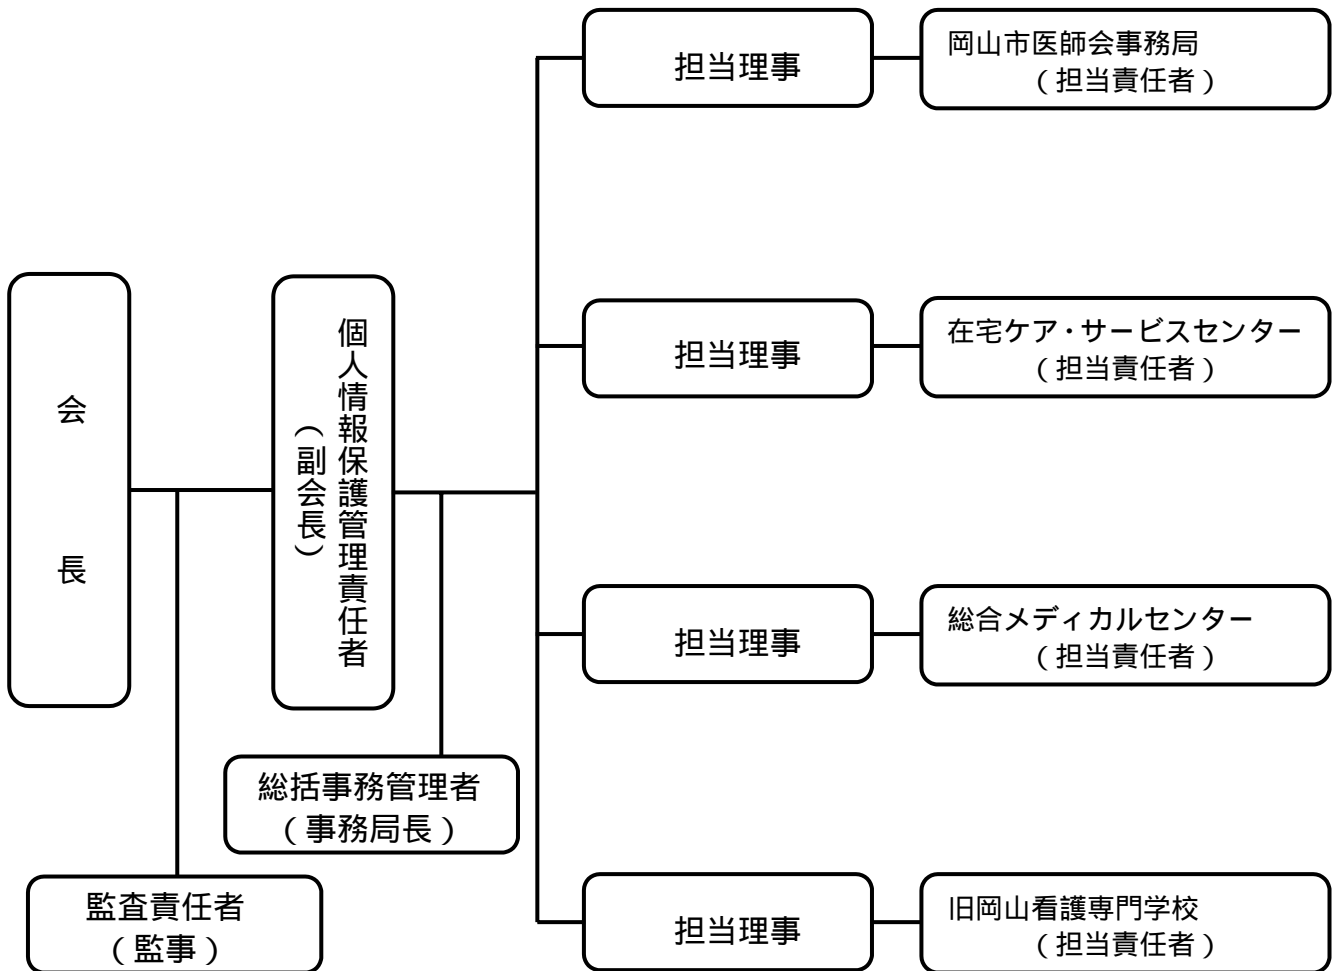 会長
個人情報保護管理責任者
（副会長）
総括事務管理者
（事務局長）
監査責任者
（監事）
担当理事
岡山市医師会事務局
（担当責任者）
担当理事
在宅ケア・サービスセンター
（担当責任者）
担当理事
総合メディカルセンター
（担当責任者）
担当理事
旧岡山看護専門学校
（担当責任者）